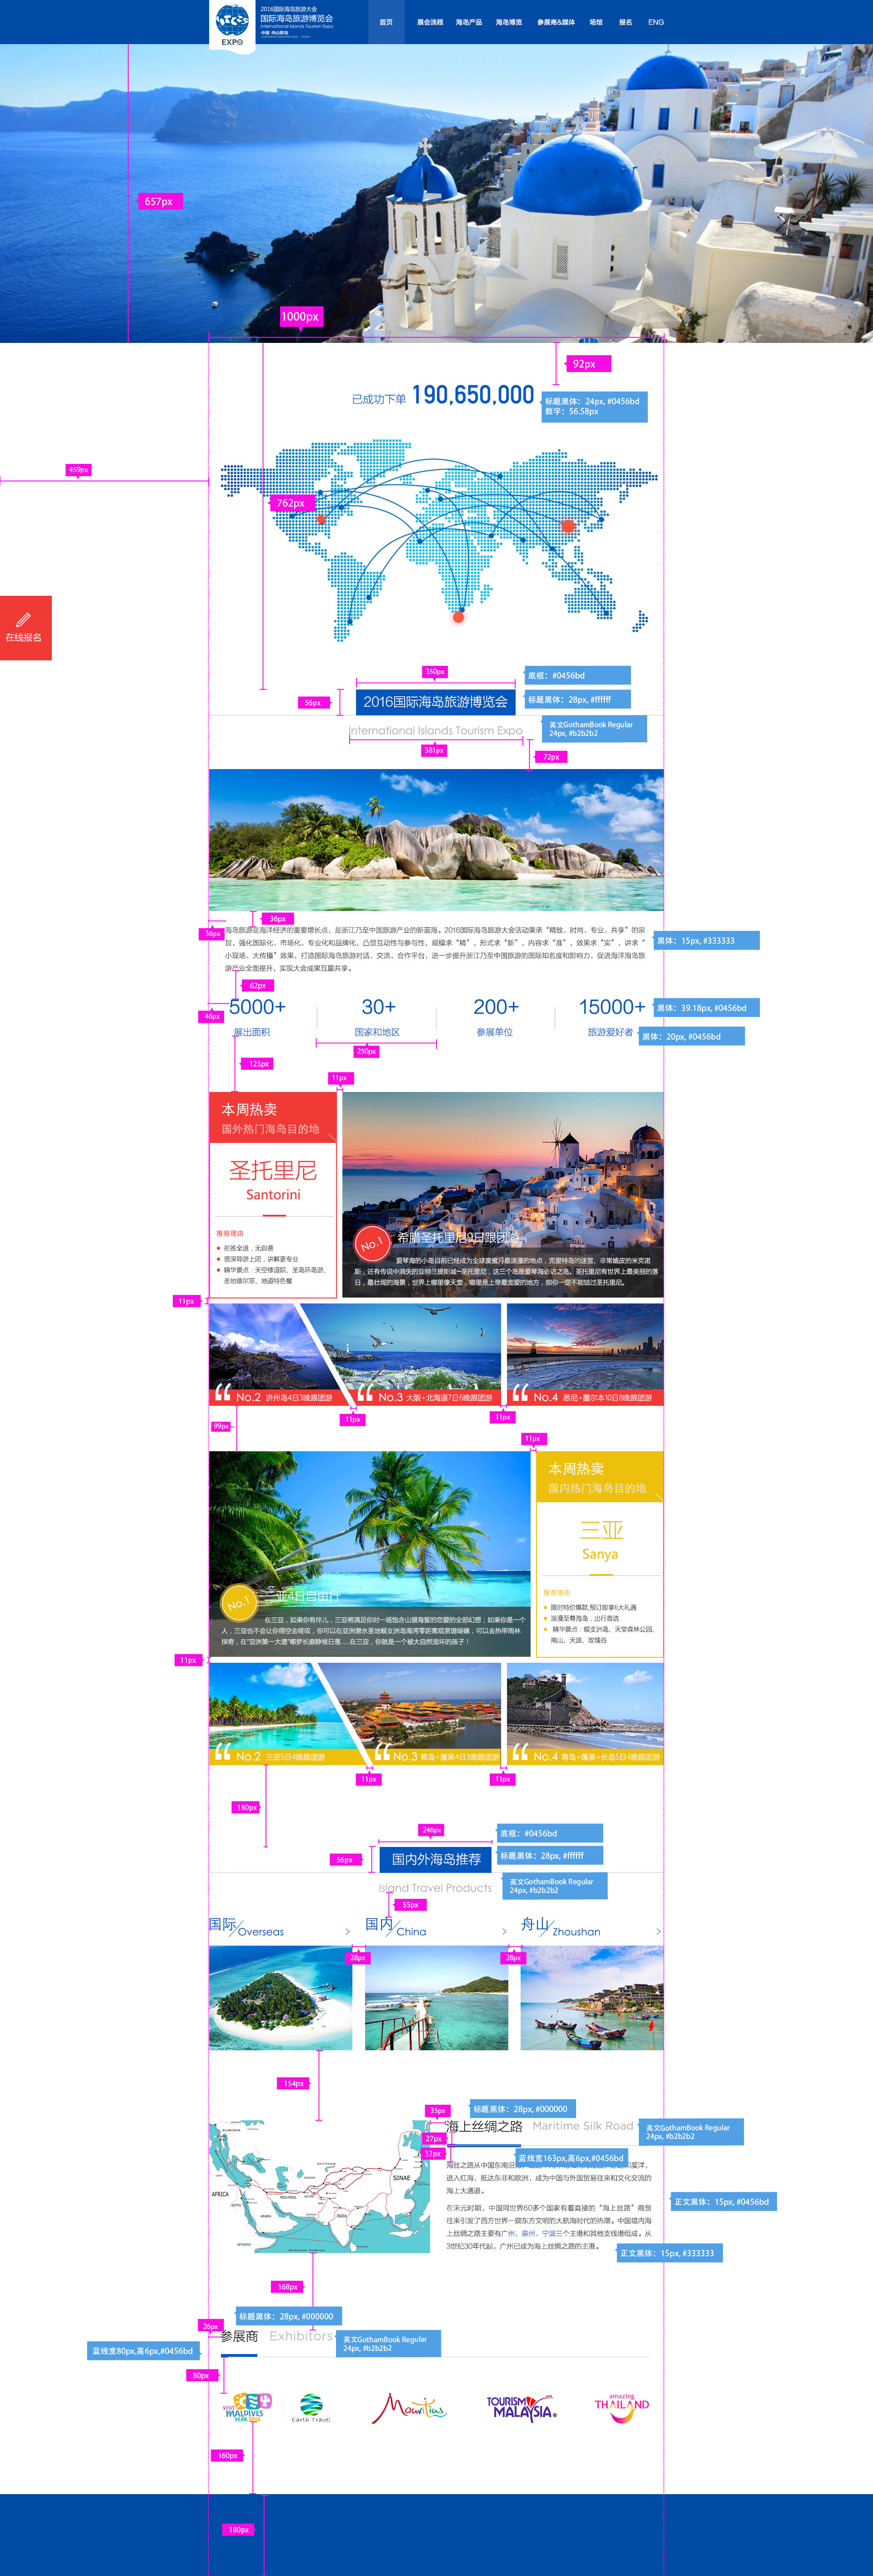 2016国际海岛旅游大会
国际海岛旅游博览会
International Islands Tourism Expo
中国·舟山群岛
EXPO
首页 展会流程 海岛产品 海岛博览 参展商&媒体 场馆 报名 ENG
657px
1000px
92px
已成功下单 190,650,000
标题黑体：24px, #0456bd
数字：56.58px
459px
762px
在线报名
350px
底框：#0456bd
56px
2016国际海岛旅游博览会
标题黑体：28px, #ffffff
International Islands Tourism Expo
英文GothamBook Regular
24px, #b2b2b2
381px
72px
36px
36px
海岛旅游是海洋经济的重要增长点，是浙江乃至中国旅游产业的新蓝海。2016国际海岛旅游大会活动秉承“精致、时尚、专业、共享”的宗
旨，强化国际化、市场化、专业化和品牌化，凸显互动性与参与性，规模求“精”，形式求“新”，内容求“准”，效果求“实”，讲求“
小现场、大传播”效果，打造国际海岛旅游对话、交流、合作平台，进一步提升浙江乃至中国旅游的国际知名度和影响力，促进海洋海岛旅
游产业全面提升，实现大会成果互赢共享。
黑体：15px, #333333
62px
46px
5000+ 30+ 200+ 15000+
黑体：39.18px, #0456bd
展出面积 国家和地区 参展单位 旅游爱好者
黑体：20px, #0456bd
250px
123px
11px
本周热卖
国外热门海岛目的地
圣托里尼
Santorini
推荐理由
拒签全退，无自费
资深导游上团，讲解更专业
精华景点：天空修道院、圣岛环岛游、
圣地德尔菲、地道特色餐
No.1
希腊圣托里尼9日跟团游
爱琴海的小岛目前已经成为全球度蜜月最浪漫的地点，克里特岛的迷宫、非常嬉皮的米克诺
斯，还有传说中消失的亚特兰提斯城—圣托里尼，这三个岛是爱琴海必访之岛。圣托里尼有世界上最美丽的落
日，最壮阔的海景，世界上哪里像天堂，哪里是上帝最宠爱的地方，那你一定不能错过圣托里尼。
11px
No.2 济州岛4日3晚跟团游
No.3 大阪+北海道7日6晚跟团游
No.4 悉尼+墨尔本10日8晚跟团游
11px
11px
99px
11px
本周热卖
国内热门海岛目的地
三亚
Sanya
推荐理由
限时特价爆款,预订即享6大礼遇
浪漫至尊海岛，出行首选
精华景点：蜈支洲岛、天堂森林公园、
南山、天涯、玫瑰谷
No.1
三亚4日自由行
在三亚，如果你有伴儿，三亚将满足你对一场饱含山盟海誓的恋爱的全部幻想；如果你是一个
人，三亚也不会让你得空去嗟叹，你可以在亚洲潜水圣地蜈支洲岛海湾零距离观赏珊瑚礁，可以去热带雨林
探奇，在“亚洲第一大道”椰梦长廊静候日落.....在三亚，你就是一个被大自然宠坏的孩子！
11px
No.2 三亚5日4晚跟团游
No.3 青岛+蓬莱4日3晚跟团游
No.4 青岛+蓬莱+长岛5日4晚跟团游
11px
11px
180px
246px
底框：#0456bd
56px
国内外海岛推荐
标题黑体：28px, #ffffff
Island Travel Products
英文GothamBook Regular
24px, #b2b2b2
55px
国际/Overseas
国内/China
舟山/Zhoushan
28px
28px
154px
35px
标题黑体：28px, #000000
海上丝绸之路 Maritime Silk Road
英文GothamBook Regular
24px, #b2b2b2
27px
33px
蓝线宽163px,高6px,#0456bd
EUROPA
AFRICA
SINAE
INDIA
ARABIA
海丝之路从中国东南沿
度洋，
进入红海，抵达东非和欧洲，成为中国与外国贸易往来和文化交流的
海上大通道。
正文黑体：15px, #0456bd
在宋元时期，中国同世界60多个国家有着直接的“海上丝路”商贸
往来引发了西方世界一窥东方文明的大航海时代的热潮。中国境内海
上丝绸之路主要有广州、泉州、宁波三个主港和其他支线港组成。从
3世纪30年代起，广州已成为海上丝绸之路的主港。
正文黑体：15px, #333333
168px
标题黑体：28px, #000000
26px
参展商 Exhibitors
英文GothamBook Regular
24px, #b2b2b2
蓝线宽80px,高6px,#0456bd
80px
VISIT
MALDIVES
YEAR 2016
Earth Travel
Mauritius
TOURISM
MALAYSIA
amazing
THAILAND
160px
180px